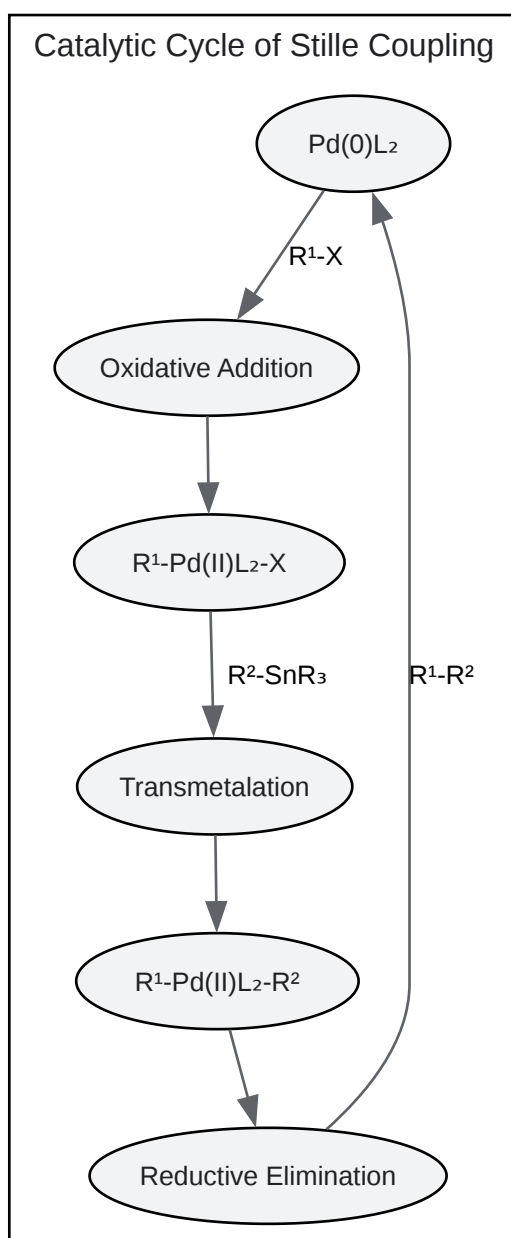 Catalytic Cycle of Stille Coupling
Pd(0)L₂
R¹-X
Oxidative Addition
R¹-Pd(II)L₂-X
R²-SnR₃
R¹-R²
Transmetalation
R¹-Pd(II)L₂-R²
Reductive Elimination